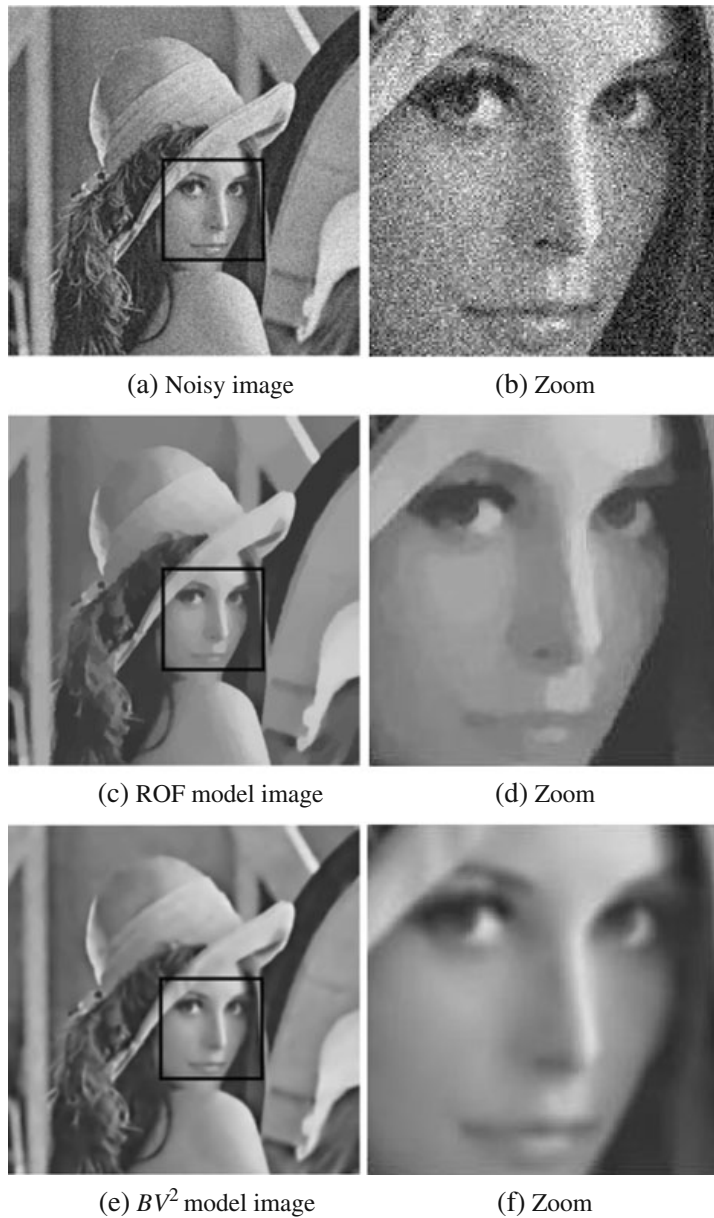 (a) Noisy image
(b) Zoom
(c) ROF model image
(d) Zoom
(e) BV² model image
(f) Zoom